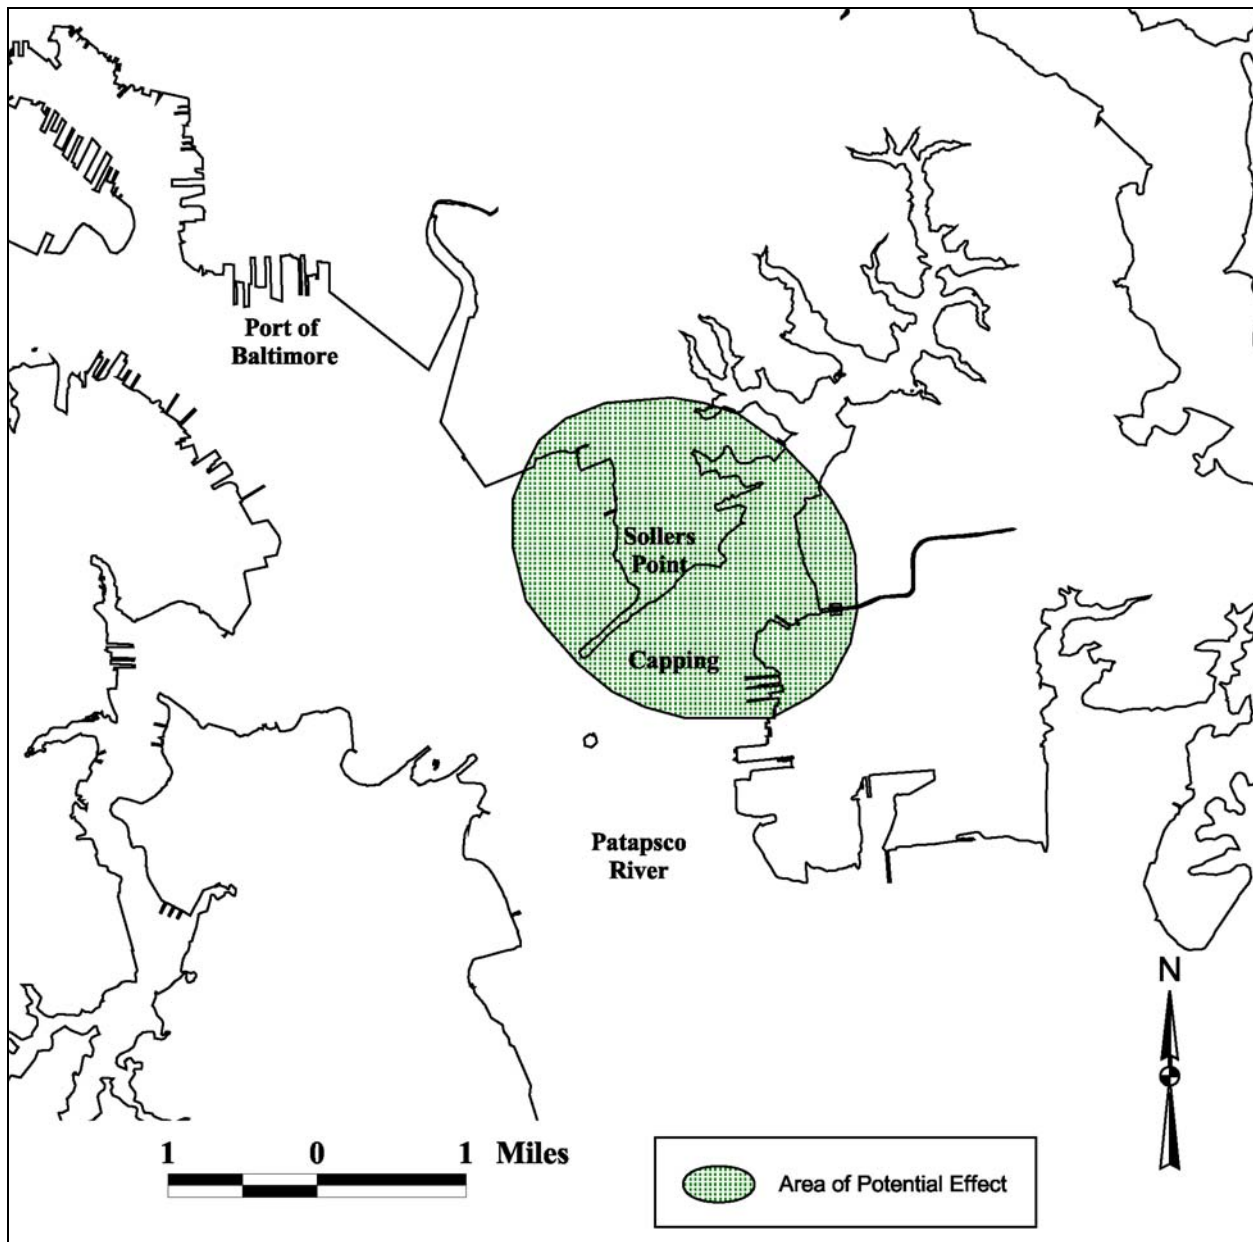 Port of
Baltimore
Sollers
Point
Capping
Patapsco
River
N
1 0 1 Miles
Area of Potential Effect